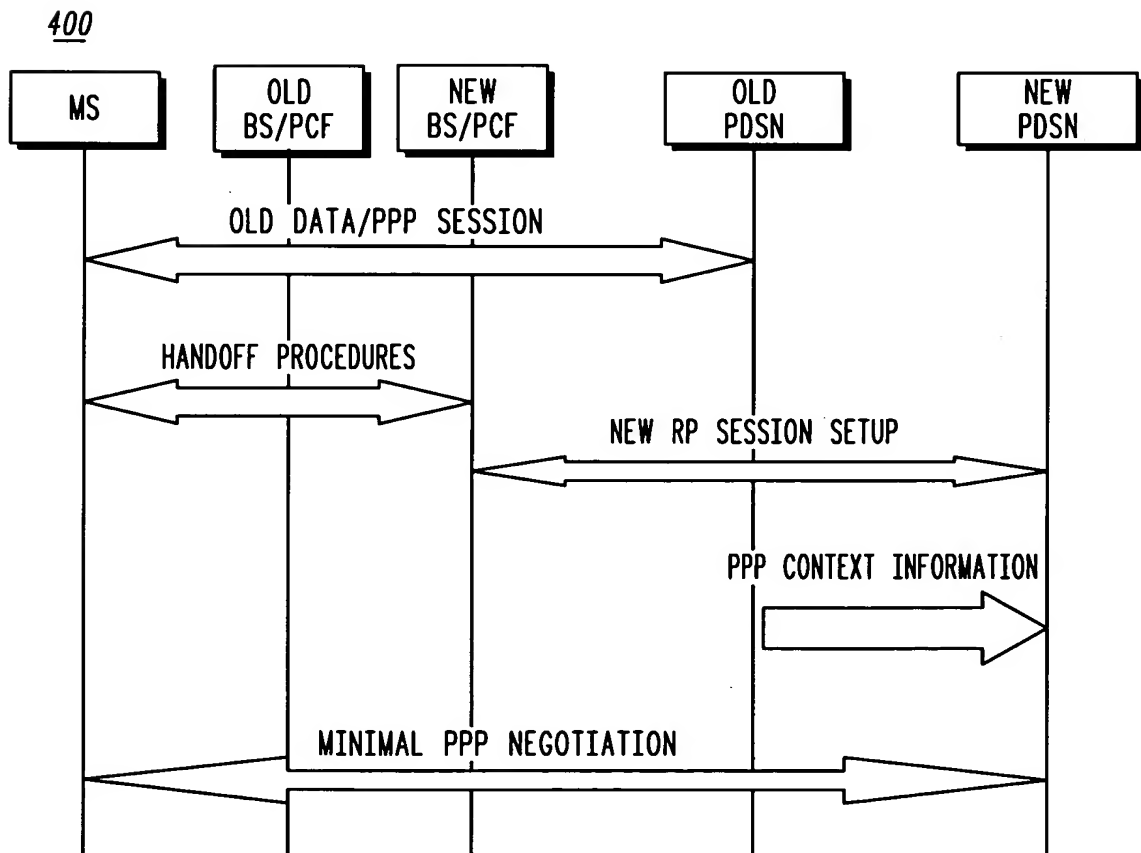 400
MS
OLD
BS/PCF
NEW
BS/PCF
OLD
PDSN
NEW
PDSN
OLD DATA/PPP SESSION
HANDOFF PROCEDURES
NEW RP SESSION SETUP
PPP CONTEXT INFORMATION
MINIMAL PPP NEGOTIATION